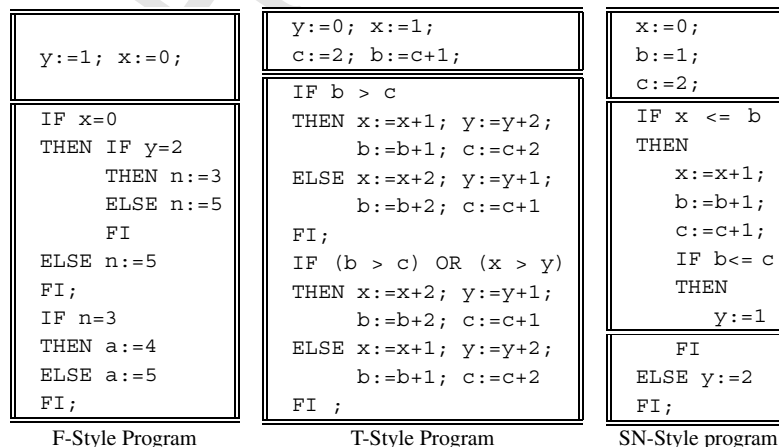 y:=1; x:=0;
IF x=0
THEN IF y=2
THEN n:=3
ELSE n:=5
FI
ELSE n:=5
FI;
IF n=3
THEN a:=4
ELSE a:=5
FI;
F-Style Program
y:=0; x:=1;
c:=2; b:=c+1;
IF b > c
THEN x:=x+1; y:=y+2;
b:=b+1; c:=c+2
ELSE x:=x+2; y:=y+1;
b:=b+2; c:=c+1
FI;
IF (b > c) OR (x > y)
THEN x:=x+2; y:=y+1;
b:=b+2; c:=c+1
ELSE x:=x+1; y:=y+2;
b:=b+1; c:=c+2
FI ;
T-Style Program
x:=0;
b:=1;
c:=2;
IF x <= b
THEN
x:=x+1;
b:=b+1;
c:=c+1;
IF b<= c
THEN
y:=1
FI
ELSE y:=2
FI;
SN-Style program